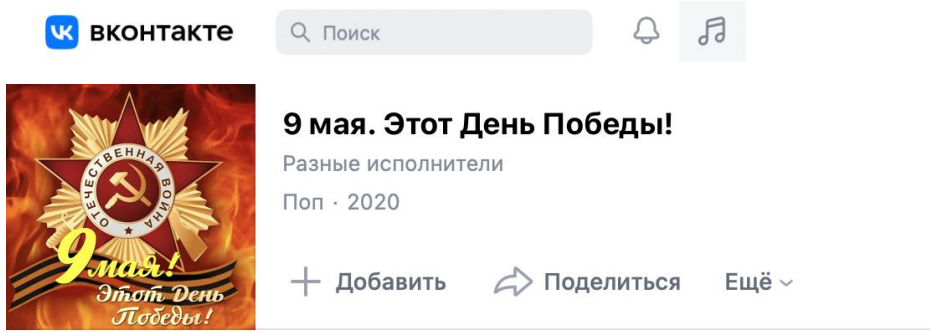 вконтакте
Поиск
9 мая. Этот День Победы!
Разные исполнители
Поп · 2020
Добавить
Поделиться
Ещё
ОТЕЧЕСТВЕННАЯ ВОЙНА
9 мая!
Этот День
Победы!